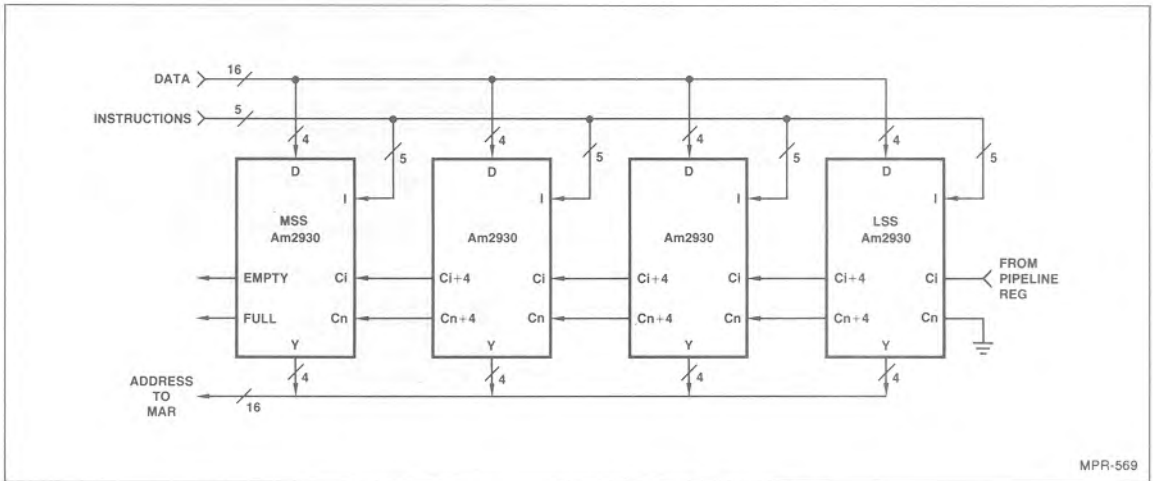 DATA 16
INSTRUCTIONS 5
4 4 4 4
5 5 5 5
D D D D
I I I I
MSS Am2930
Am2930
Am2930
LSS Am2930
EMPTY Ci Ci+4 Ci Ci+4 Ci Ci+4 Ci
FROM PIPELINE REG
FULL Cn Cn+4 Cn Cn+4 Cn Cn+4 Cn
Y Y Y Y
4 4 4 4
ADDRESS
TO
MAR
16
MPR-569